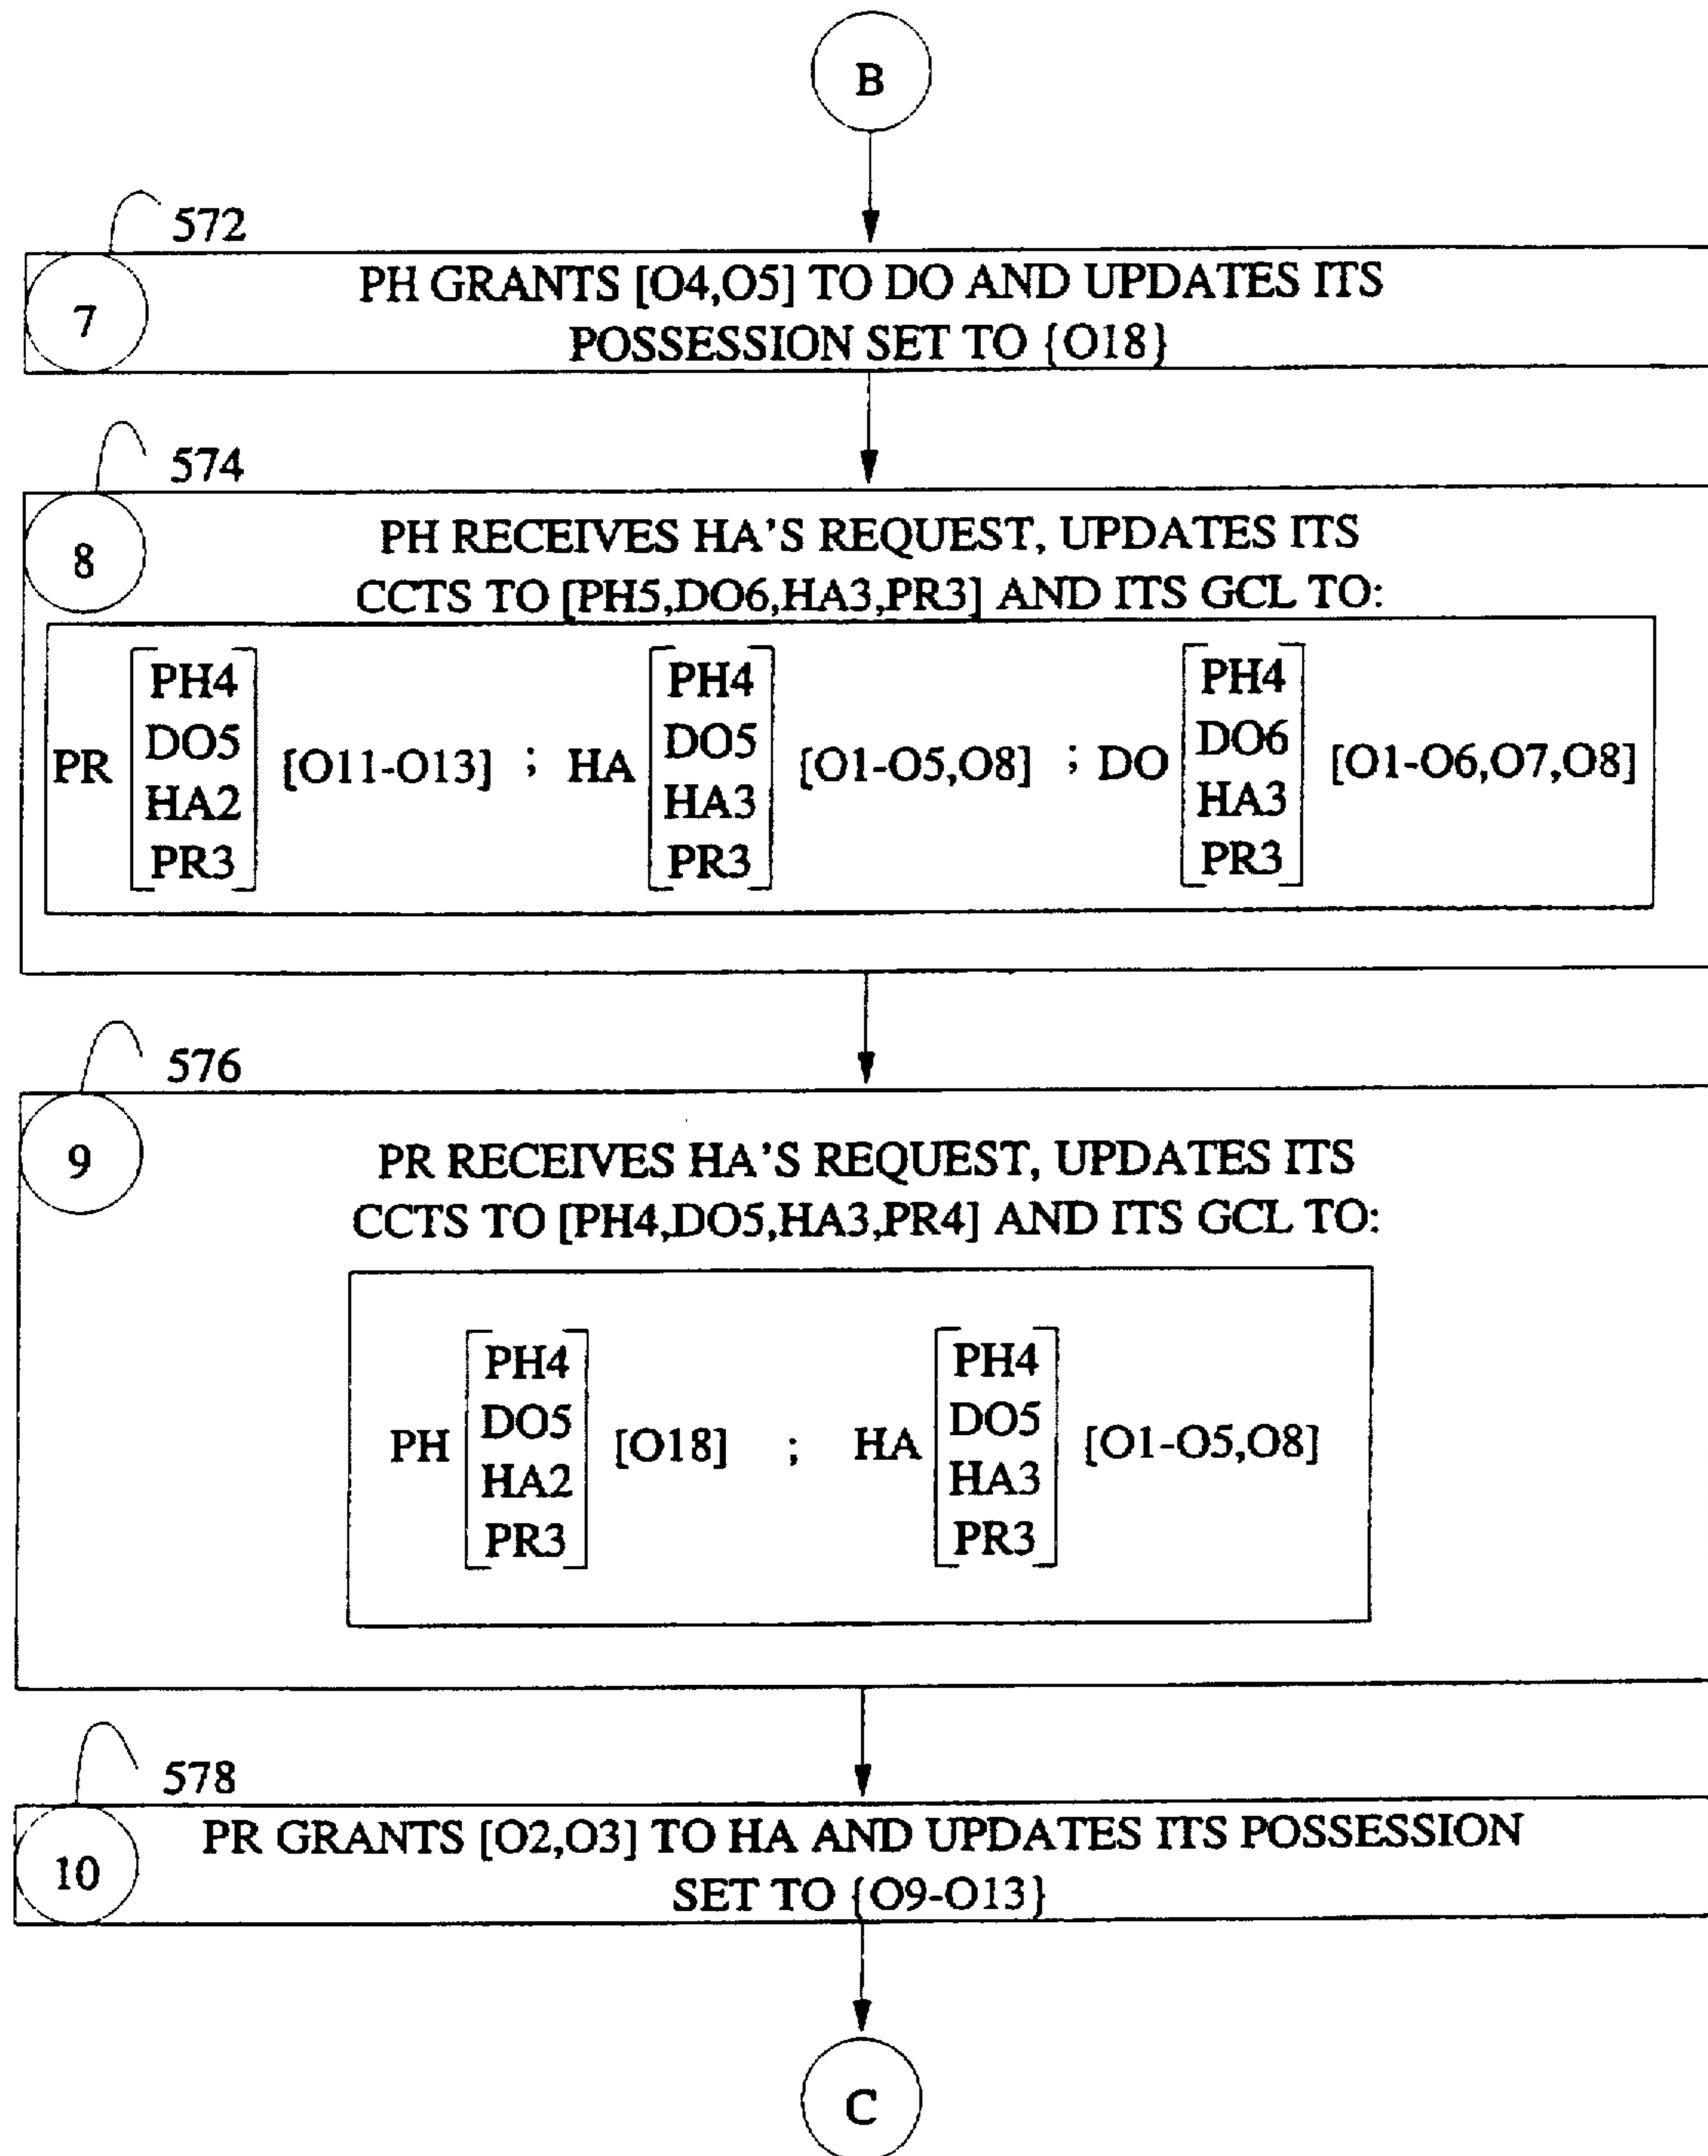 B
572
7
PH GRANTS [O4,O5] TO DO AND UPDATES ITS
POSSESSION SET TO {O18}
574
8
PH RECEIVES HA'S REQUEST, UPDATES ITS
CCTS TO [PH5,DO6,HA3,PR3] AND ITS GCL TO:
PR [PH4 DO5 HA2 PR3] [O11-O13] ; HA [PH4 DO5 HA3 PR3] [O1-O5,O8] ; DO [PH4 DO6 HA3 PR3] [O1-O6,O7,O8]
576
9
PR RECEIVES HA'S REQUEST, UPDATES ITS
CCTS TO [PH4,DO5,HA3,PR4] AND ITS GCL TO:
PH [PH4 DO5 HA2 PR3] [O18] ; HA [PH4 DO5 HA3 PR3] [O1-O5,O8]
578
10
PR GRANTS [O2,O3] TO HA AND UPDATES ITS POSSESSION
SET TO {O9-O13}
C